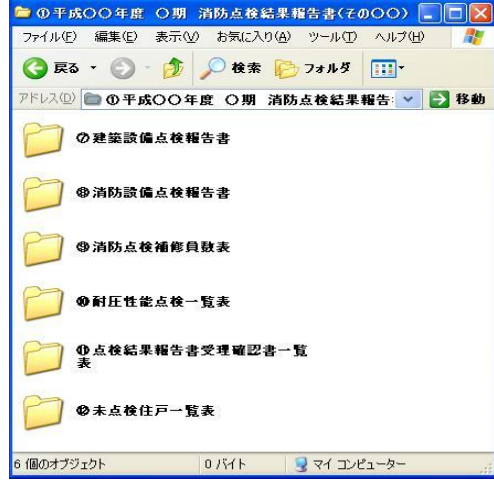 ①平成○○年度 ○期 消防点検結果報告書(その○○)
ファイル(F) 編集(E) 表示(V) お気に入り(A) ツール(T) ヘルプ(H)
戻る 検索 フォルダ
アドレス(D) ①平成○○年度 ○期 消防点検結果報告 移動
⑦建築設備点検報告書
⑧消防設備点検報告書
⑨消防点検補修員数表
⑩耐圧性能点検一覧表
⑪点検結果報告書受理確認書一覧
表
⑫未点検住戸一覧表
6 個のオブジェクト 0 バイト マイ コンピューター